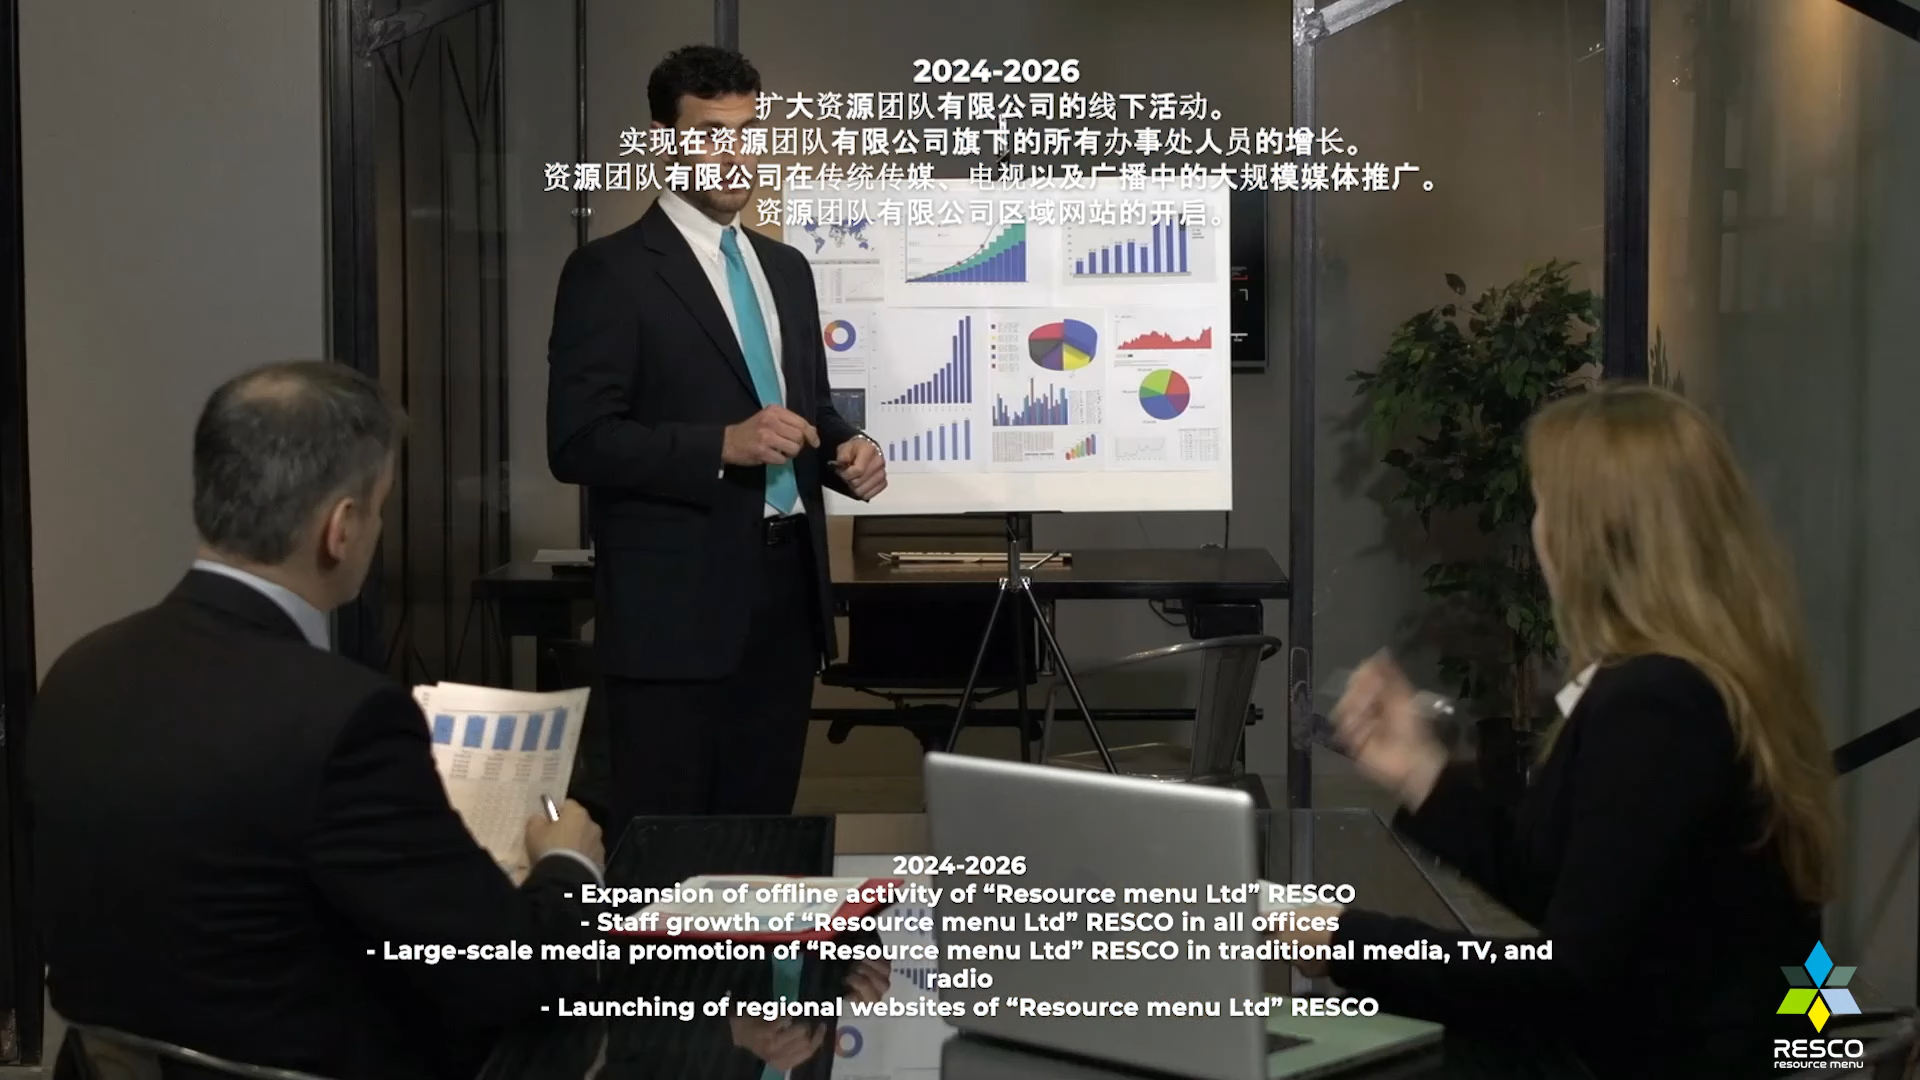 2024-2026
扩大资源团队有限公司的线下活动。
实现在资源团队有限公司旗下的所有办事处人员的增长。
资源团队有限公司在传统传媒、电视以及广播中的大规模媒体推广。
资源团队有限公司区域网站的开启。
2024-2026
- Expansion of offline activity of “Resource menu Ltd” RESCO
- Staff growth of “Resource menu Ltd” RESCO in all offices
- Large-scale media promotion of “Resource menu Ltd” RESCO in traditional media, TV, and
radio
- Launching of regional websites of “Resource menu Ltd” RESCO
RESCO
resource menu